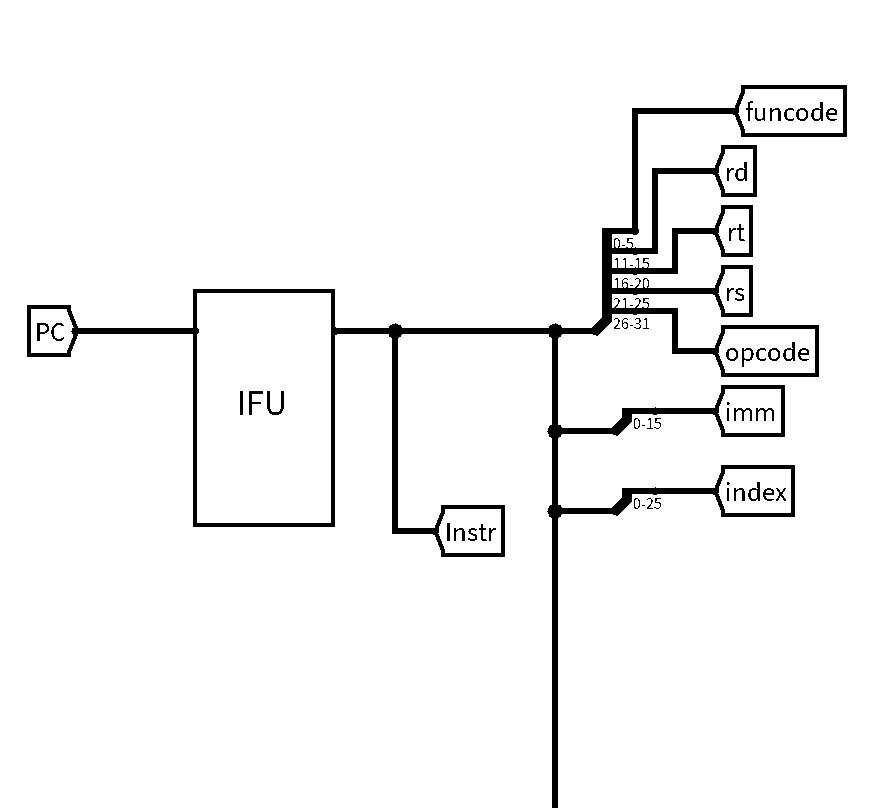 funcode
rd
0-5
rt
11-15
16-20
rs
21-25
26-31
PC
IFU
opcode
imm
0-15
index
0-25
Instr